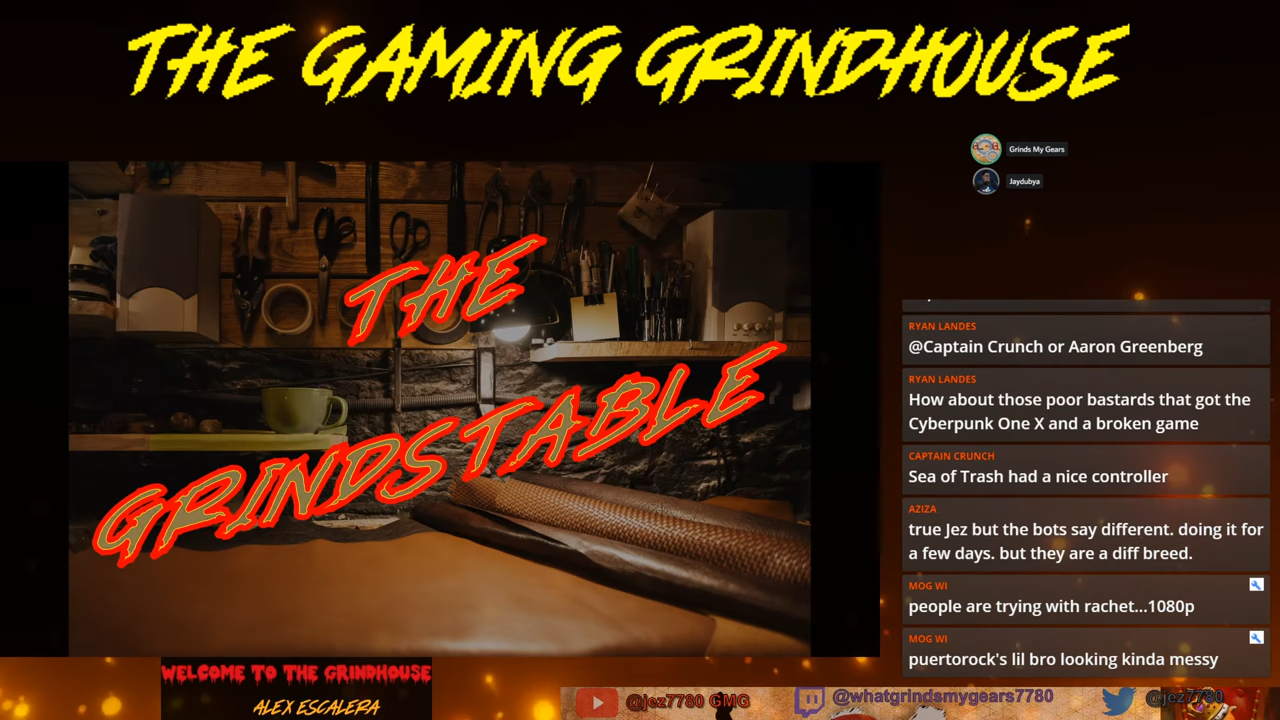 THE GAMING GRINDHOUSE
Grinds My Gears
Jaydubya
THE
GRINDSTABLE
RYAN LANDES
@Captain Crunch or Aaron Greenberg
RYAN LANDES
How about those poor bastards that got the
Cyberpunk One X and a broken game
CAPTAIN CRUNCH
Sea of Trash had a nice controller
AZIZA
true Jez but the bots say different. doing it for
a few days. but they are a diff breed.
MOG WI
people are trying with rachet...1080p
MOG WI
puertorock's lil bro looking kinda messy
WELCOME TO THE GRINDHOUSE
ALEX ESCALERA
@jez7780 GMG
@whatgrindsmygears7780
@jez7780